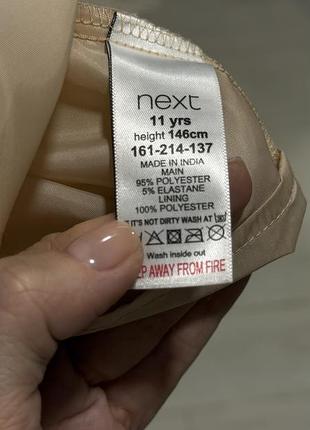 next
11 yrs
height 146cm
161-214-137
MADE IN INDIA
MAIN
95% POLYESTER
5% ELASTANE
LINING
100% POLYESTER
IT'S NOT DIRTY WASH AT 30
Wash inside out
AWAY FROM FIRE